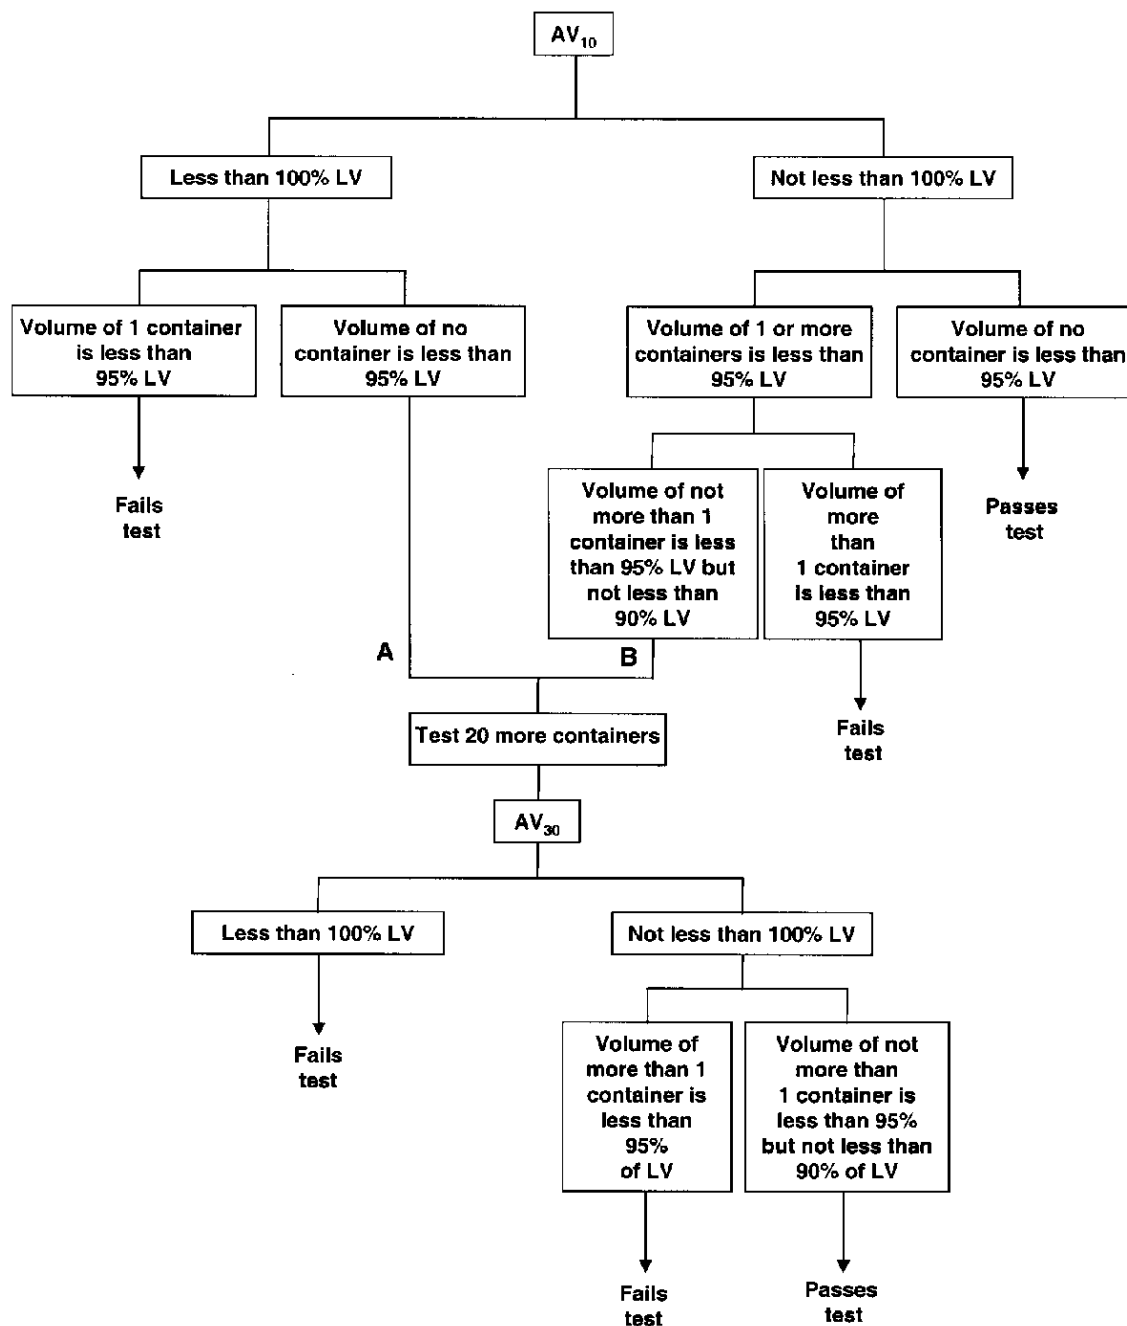 AV10
Less than 100% LV
Not less than 100% LV
Volume of 1 container
is less than
95% LV
Volume of no
container is less than
95% LV
Volume of 1 or more
containers is less than
95% LV
Volume of no
container is less than
95% LV
Fails
test
Volume of not
more than 1
container is less
than 95% LV but
not less than
90% LV
Volume of
more
than
1 container
is less than
95% LV
Passes
test
A
B
Test 20 more containers
Fails
test
AV30
Less than 100% LV
Not less than 100% LV
Fails
test
Volume of
more than 1
container is
less than
95%
of LV
Volume of not
more than
1 container is
less than 95%
but not less than
90% of LV
Fails
test
Passes
test